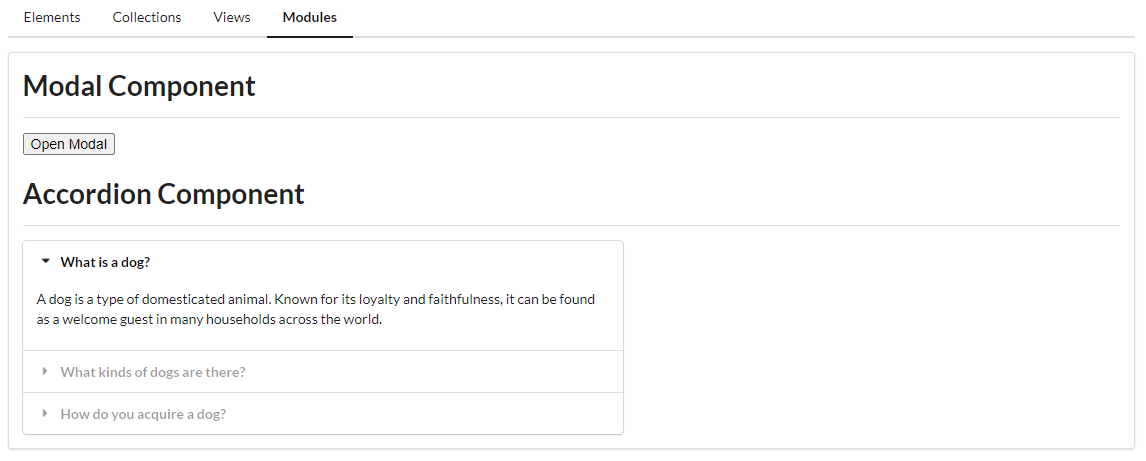 Elements Collections Views Modules
Modal Component
Open Modal
Accordion Component
What is a dog?
A dog is a type of domesticated animal. Known for its loyalty and faithfulness, it can be found
as a welcome guest in many households across the world.
What kinds of dogs are there?
How do you acquire a dog?